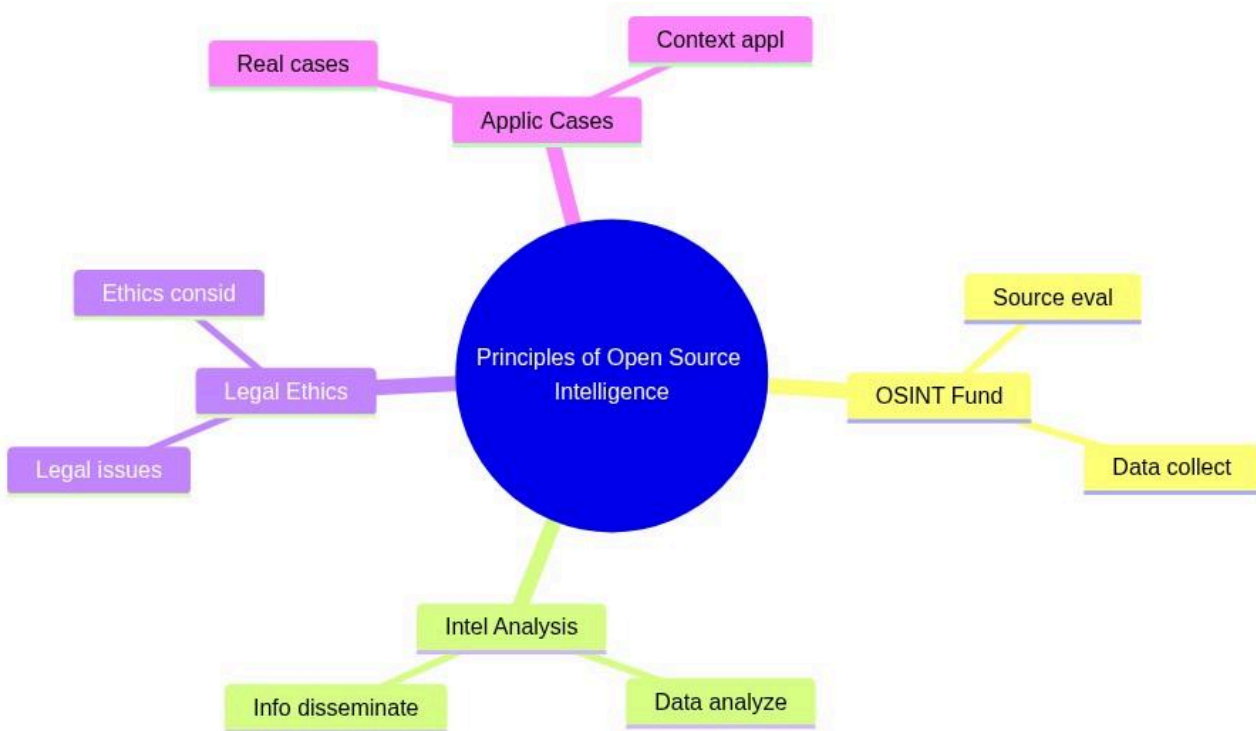 Context appl
Real cases
Applic Cases
Ethics consid
Source eval
Principles of Open Source
Intelligence
Legal Ethics
OSINT Fund
Legal issues
Data collect
Intel Analysis
Info disseminate
Data analyze